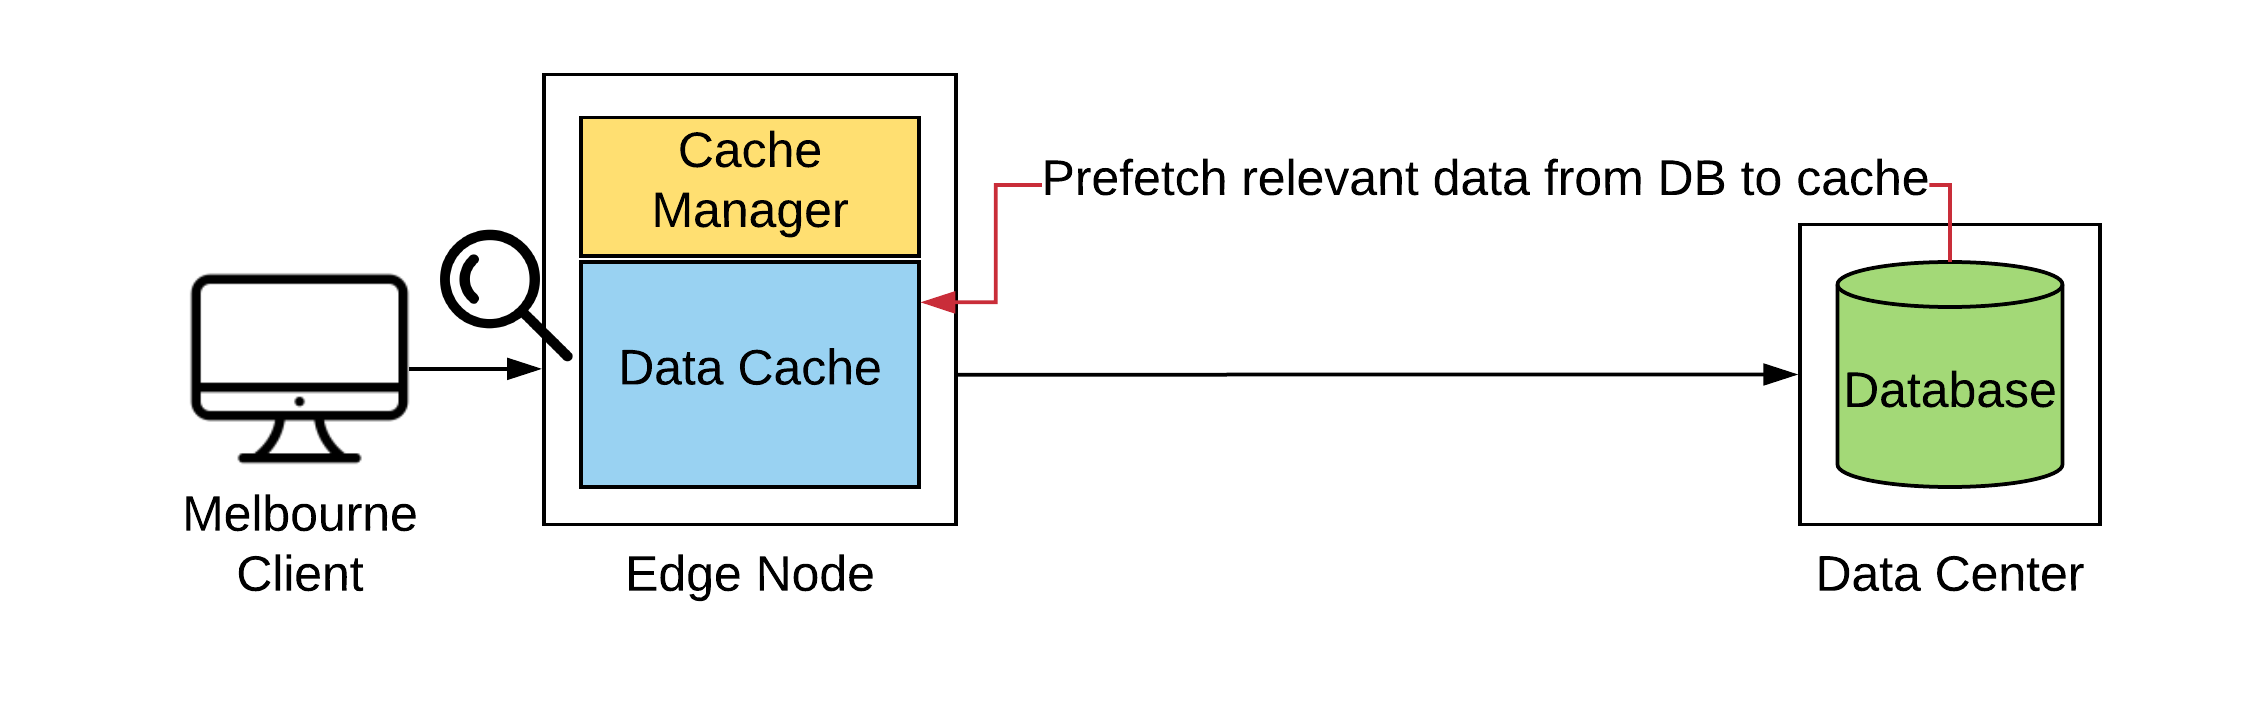 Cache
Manager
Prefetch relevant data from DB to cache
Data Cache
Database
Melbourne
Client
Edge Node
Data Center